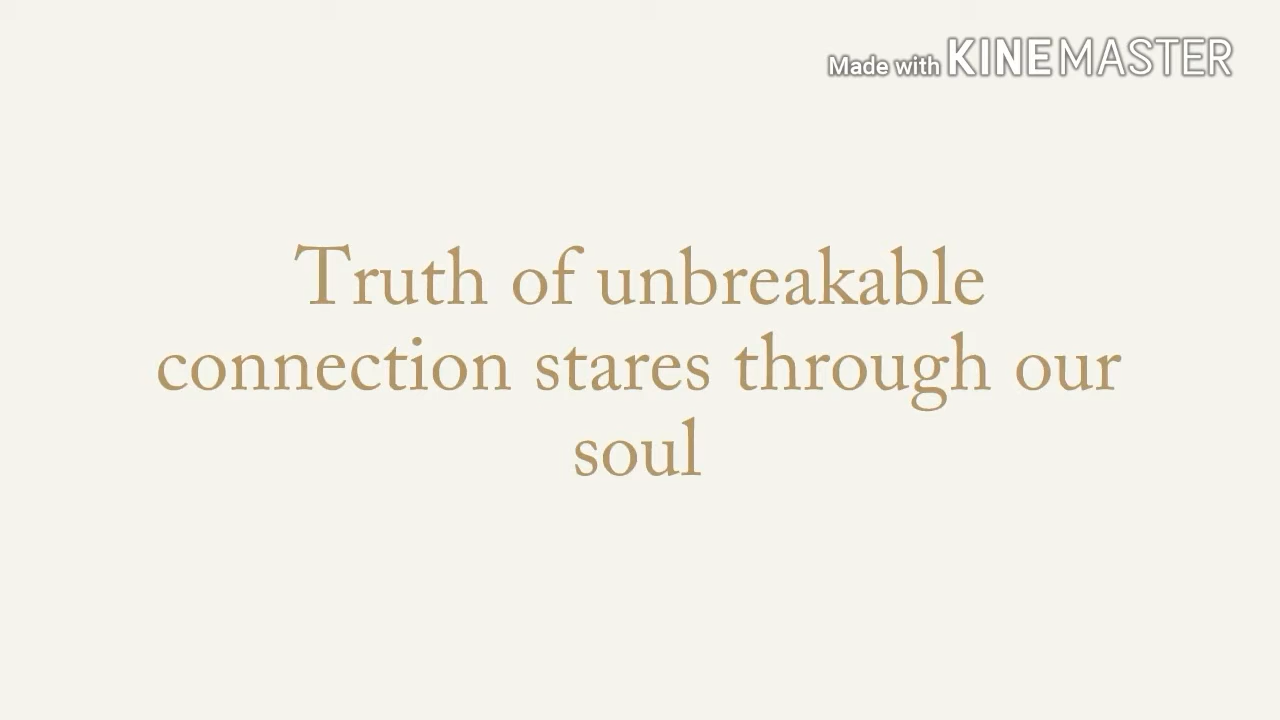 Made with KINEMASTER
Truth of unbreakable
connection stares through our
soul